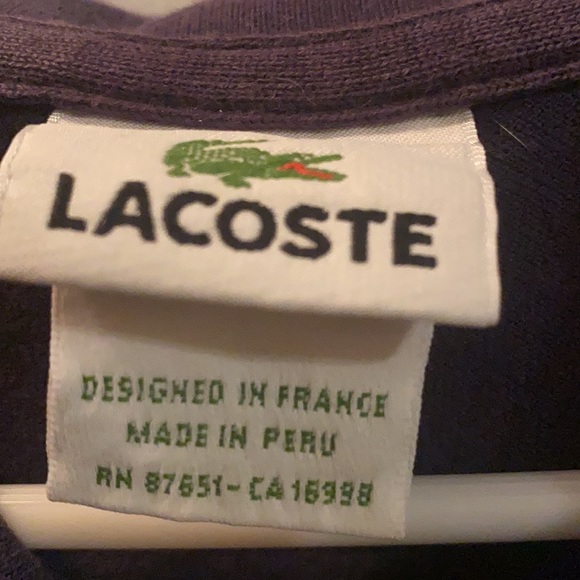 LACOSTE
DESIGNED IN FRANCE
MADE IN PERU
RN 87651-CA16998